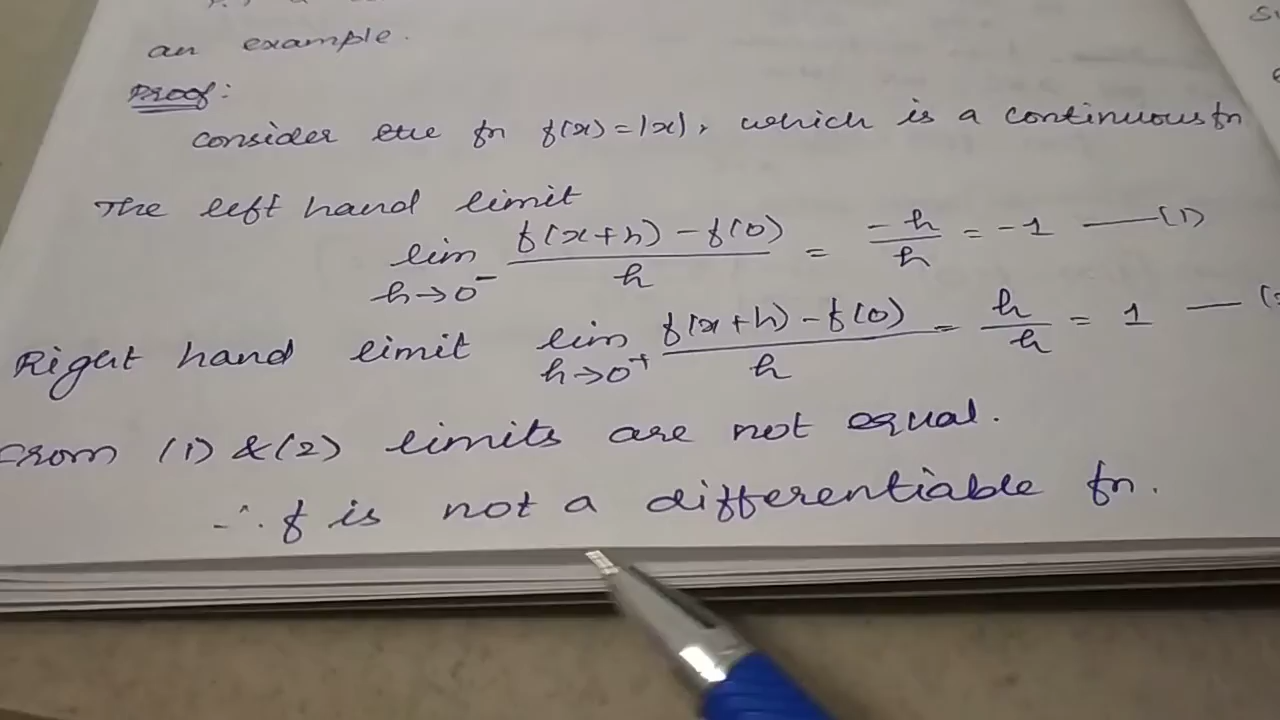 an example.
Proof:
consider the fn f(x)=|x|, which is a continuous fn
The left hand limit
lim h→0⁻ f(x+h)-f(0)/h = -h/h = -1 —(1)
Right hand limit lim h→0⁺ f(x+h)-f(0)/h = h/h = 1 —
From (1) &(2) limits are not equal.
∴ f is not a differentiable fn.